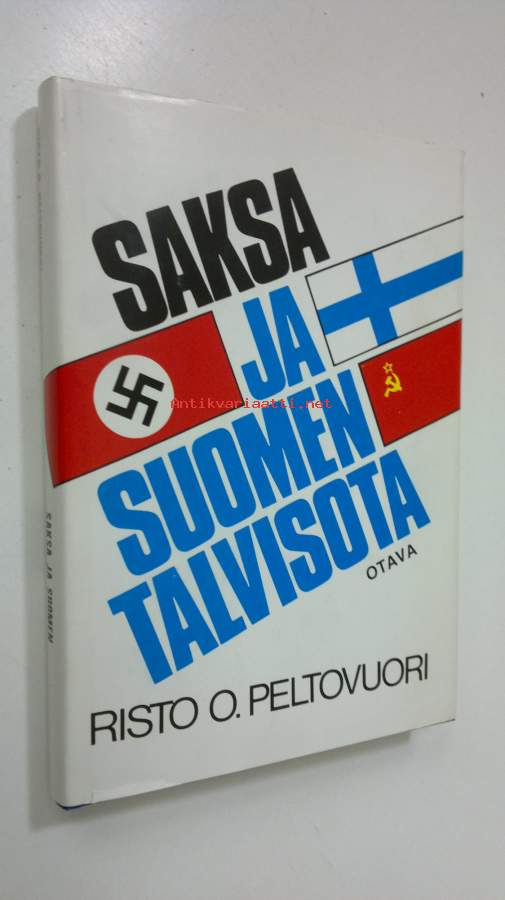 SAKSA
JA
SUOMEN
TALVISOTA
OTAVA
RISTO O. PELTOVUORI
SAKSA JA SUOMEN
Antikvariaatti.net